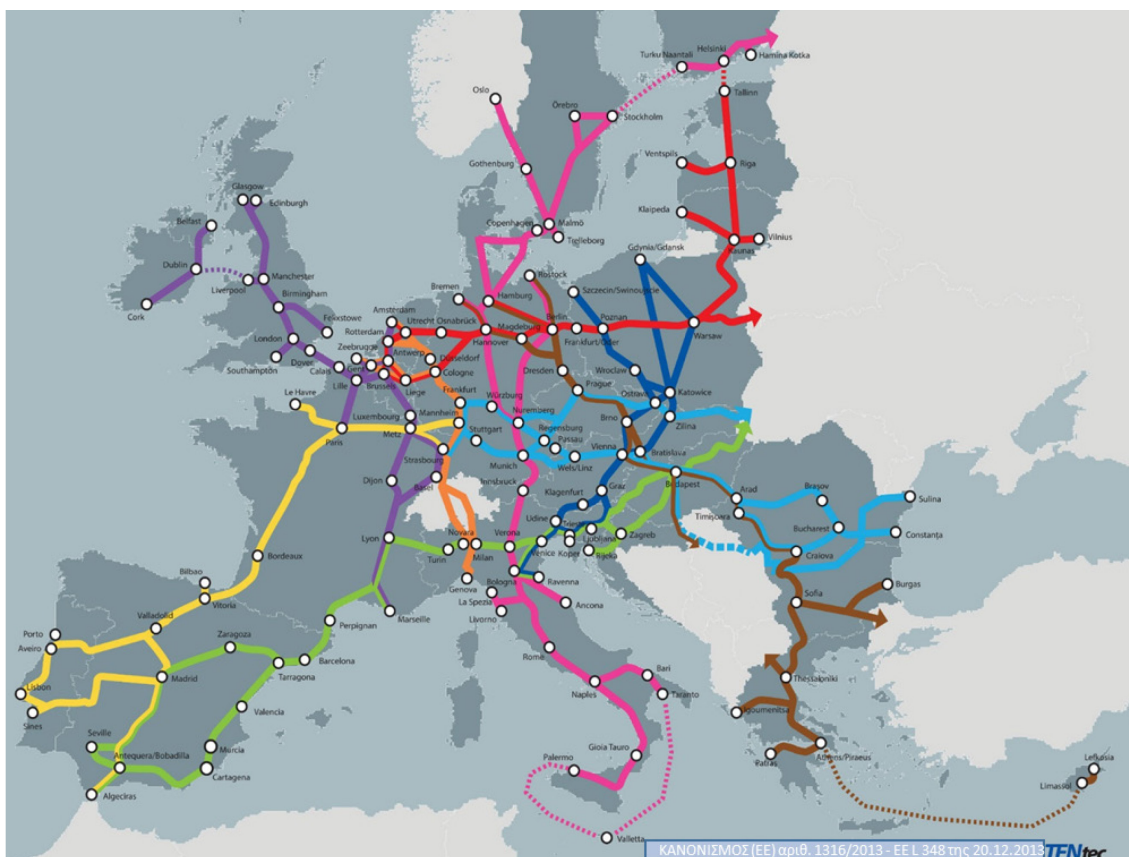 Helsinki
Turku Naantali
Hamina Kotka
Oslo
Örebro
Stockholm
Tallinn
Gothenburg
Ventspils
Riga
Glasgow
Edinburgh
Klaipeda
Belfast
Copenhagen
Malmö
Trelleborg
Kaunas
Vilnius
Gdynia/Gdansk
Dublin
Liverpool
Manchester
Rostock
Szczecin/Swinoujscie
Bremen
Hamburg
Birmingham
Cork
Felixstowe
Amsterdam
Utrecht
Osnabrück
Magdeburg
Berlin
Poznan
Rotterdam
Hannover
Frankfurt/Oder
Warsaw
London
Zeebrugge
Antwerp
Düsseldorf
Southampton
Dover
Calais
Gent
Cologne
Dresden
Wroclaw
Lille
Brussels
Liege
Prague
Ostrava
Katowice
Le Havre
Frankfurt
Würzburg
Luxembourg
Mannheim
Nuremberg
Brno
Zilina
Paris
Metz
Stuttgart
Regensburg
Passau
Strasbourg
Munich
Wels/Linz
Vienna
Bratislava
Dijon
Basel
Innsbruck
Klagenfurt
Graz
Budapest
Arad
Braşov
Sulina
Timişoara
Bucharest
Constanţa
Udine
Trieste
Ljubljana
Zagreb
Lyon
Novara
Verona
Venice
Koper
Rijeka
Craiova
Turin
Milan
Bordeaux
Bologna
Ravenna
Bilbao
Genova
Burgas
Vitoria
La Spezia
Ancona
Sofia
Livorno
Marseille
Valladolid
Perpignan
Porto
Zaragoza
Aveiro
Rome
Barcelona
Bari
Madrid
Tarragona
Thessaloniki
Lisbon
Naples
Taranto
Valencia
Igoumenitsa
Sines
Seville
Antequera/Bobadilla
Murcia
Gioia Tauro
Patras
Athens/Piraeus
Palermo
Cartagena
Lefkosia
Limassol
Algeciras
Valletta
ΚΑΝΟΝΙΣΜΟΣ (ΕΕ) αριθ. 1316/2013 - ΕΕ L 348 της 20.12.2013
TENtec